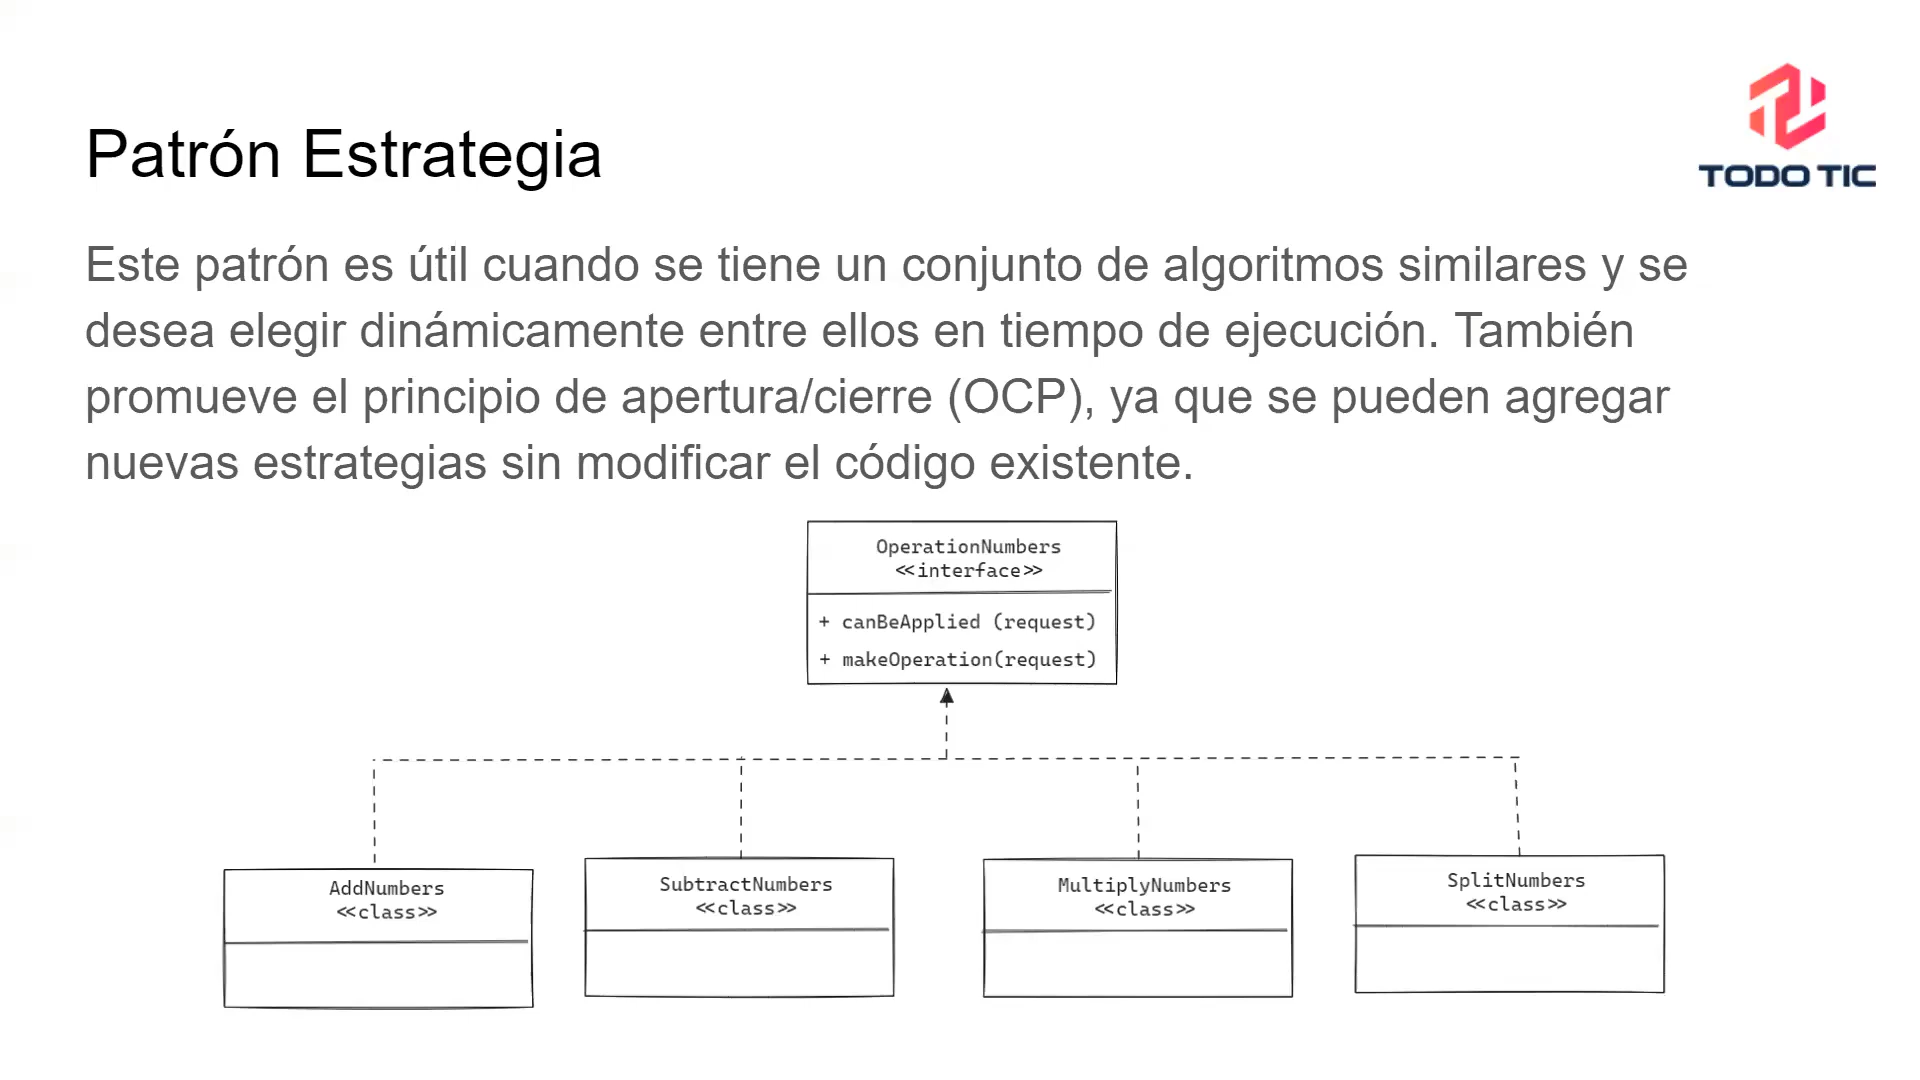 TODO TIC
Patrón Estrategia
Este patrón es útil cuando se tiene un conjunto de algoritmos similares y se
desea elegir dinámicamente entre ellos en tiempo de ejecución. También
promueve el principio de apertura/cierre (OCP), ya que se pueden agregar
nuevas estrategias sin modificar el código existente.
OperationNumbers
<<interface>>
+ canBeApplied (request)
+ makeOperation(request)
AddNumbers
<<class>>
SubtractNumbers
<<class>>
MultiplyNumbers
<<class>>
SplitNumbers
<<class>>